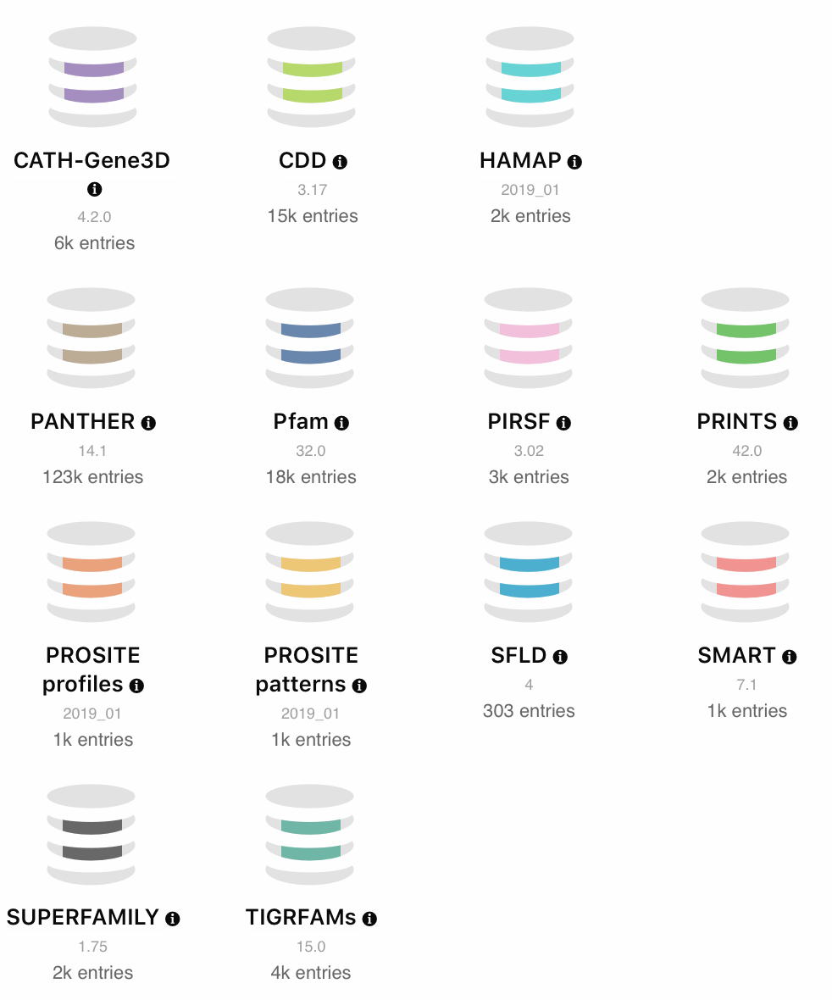 CATH-Gene3D
4.2.0
6k entries
CDD
3.17
15k entries
HAMAP
2019_01
2k entries
PANTHER
14.1
123k entries
Pfam
32.0
18k entries
PIRSF
3.02
3k entries
PRINTS
42.0
2k entries
PROSITE
profiles
2019_01
1k entries
PROSITE
patterns
2019_01
1k entries
SFLD
4
303 entries
SMART
7.1
1k entries
SUPERFAMILY
1.75
2k entries
TIGRFAMs
15.0
4k entries